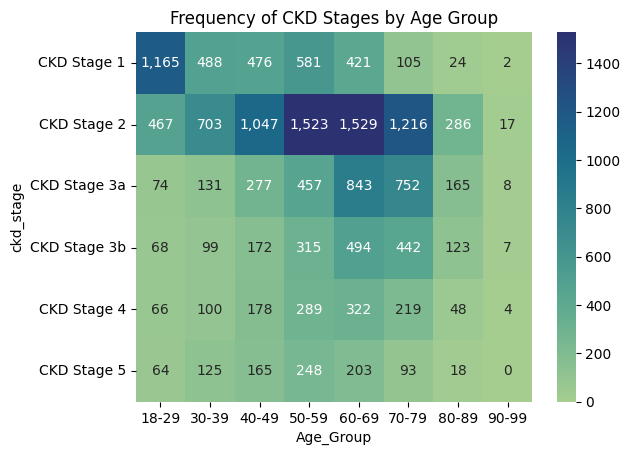 Frequency of CKD Stages by Age Group
CKD Stage 1 1,165 488 476 581 421 105 24 2
CKD Stage 2 467 703 1,047 1,523 1,529 1,216 286 17
CKD Stage 3a 74 131 277 457 843 752 165 8
CKD Stage 3b 68 99 172 315 494 442 123 7
CKD Stage 4 66 100 178 289 322 219 48 4
CKD Stage 5 64 125 165 248 203 93 18 0
18-29 30-39 40-49 50-59 60-69 70-79 80-89 90-99
Age_Group
ckd_stage
1400
1200
1000
800
600
400
200
0